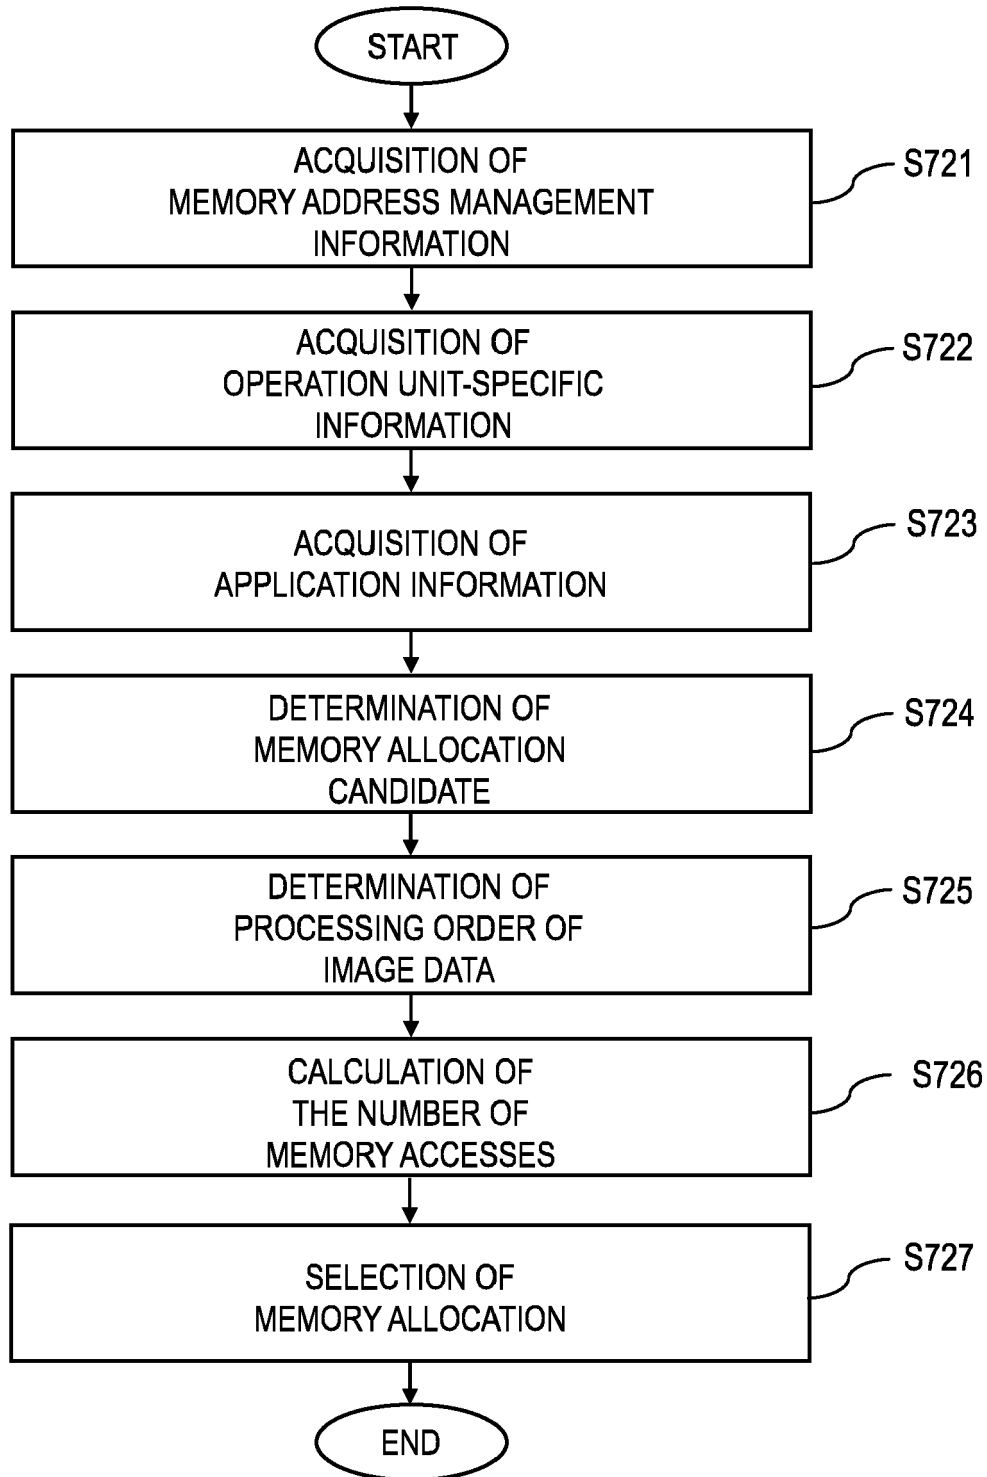 START
ACQUISITION OF
MEMORY ADDRESS MANAGEMENT
INFORMATION
S721
ACQUISITION OF
OPERATION UNIT-SPECIFIC
INFORMATION
S722
ACQUISITION OF
APPLICATION INFORMATION
S723
DETERMINATION OF
MEMORY ALLOCATION
CANDIDATE
S724
DETERMINATION OF
PROCESSING ORDER OF
IMAGE DATA
S725
CALCULATION OF
THE NUMBER OF
MEMORY ACCESSES
S726
SELECTION OF
MEMORY ALLOCATION
S727
END